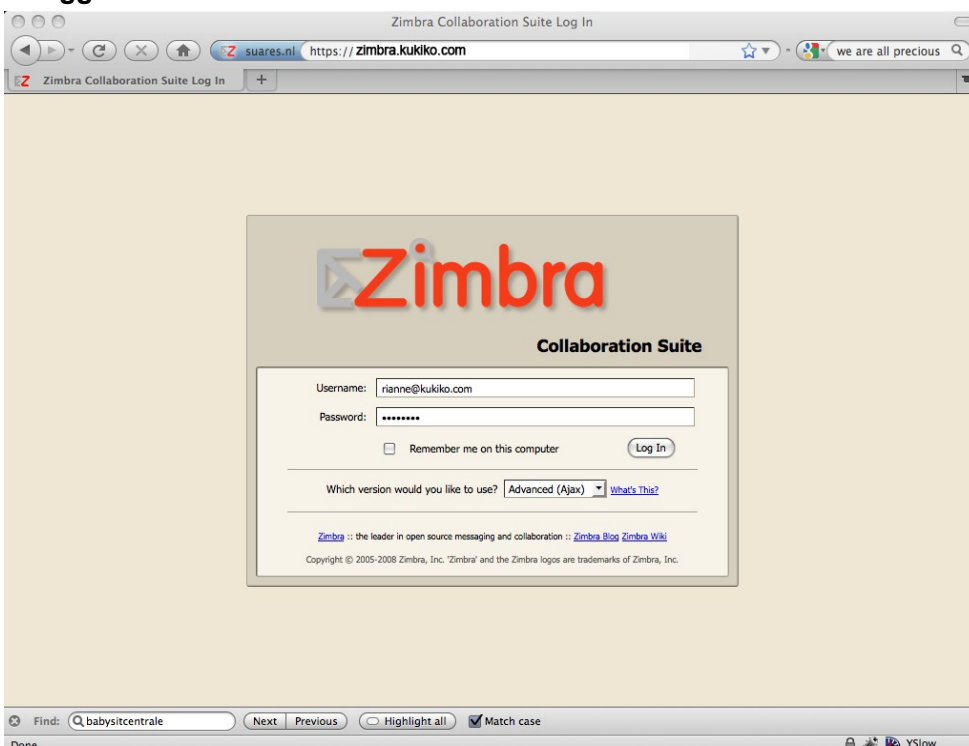 Zimbra Collaboration Suite Log In
suares.nl https://zimbra.kukiko.com we are all precious
Zimbra Collaboration Suite Log In +
Zimbra
Collaboration Suite
Username: rianne@kukiko.com
Password: ••••••••
Remember me on this computer Log In
Which version would you like to use? Advanced (Ajax) What's This?
Zimbra :: the leader in open source messaging and collaboration :: Zimbra Blog Zimbra Wiki
Copyright © 2005-2008 Zimbra, Inc. 'Zimbra' and the Zimbra logos are trademarks of Zimbra, Inc.
Find: babysitcentrale Next Previous Highlight all Match case
Done YSlow